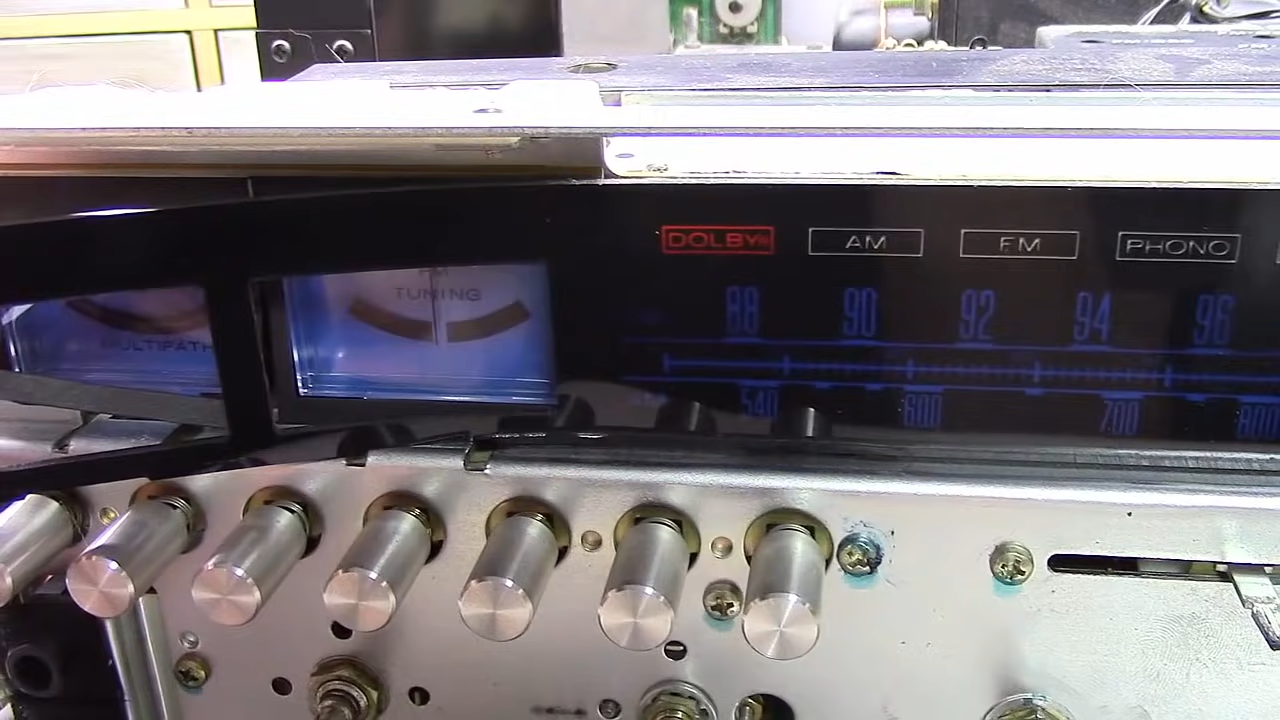 DOLBY
AM
FM
PHONO
TUNING
MULTIPATH
88 90 92 94 96
540 600 700 800